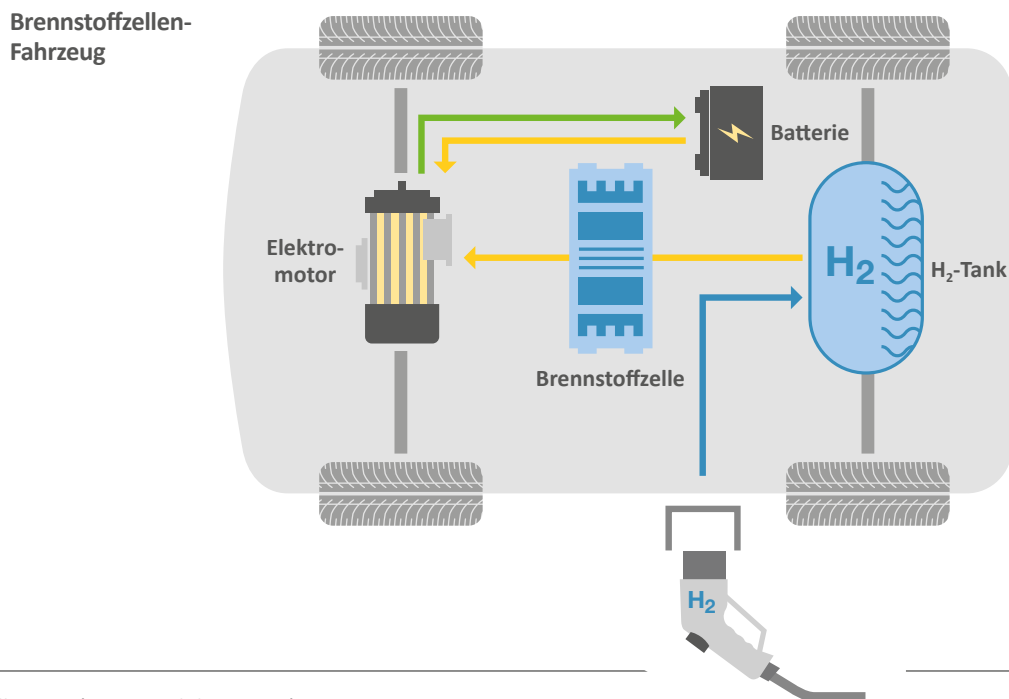 Brennstoffzellen-
Fahrzeug
Batterie
Elektro-
motor
H₂
H₂-Tank
Brennstoffzelle
H₂